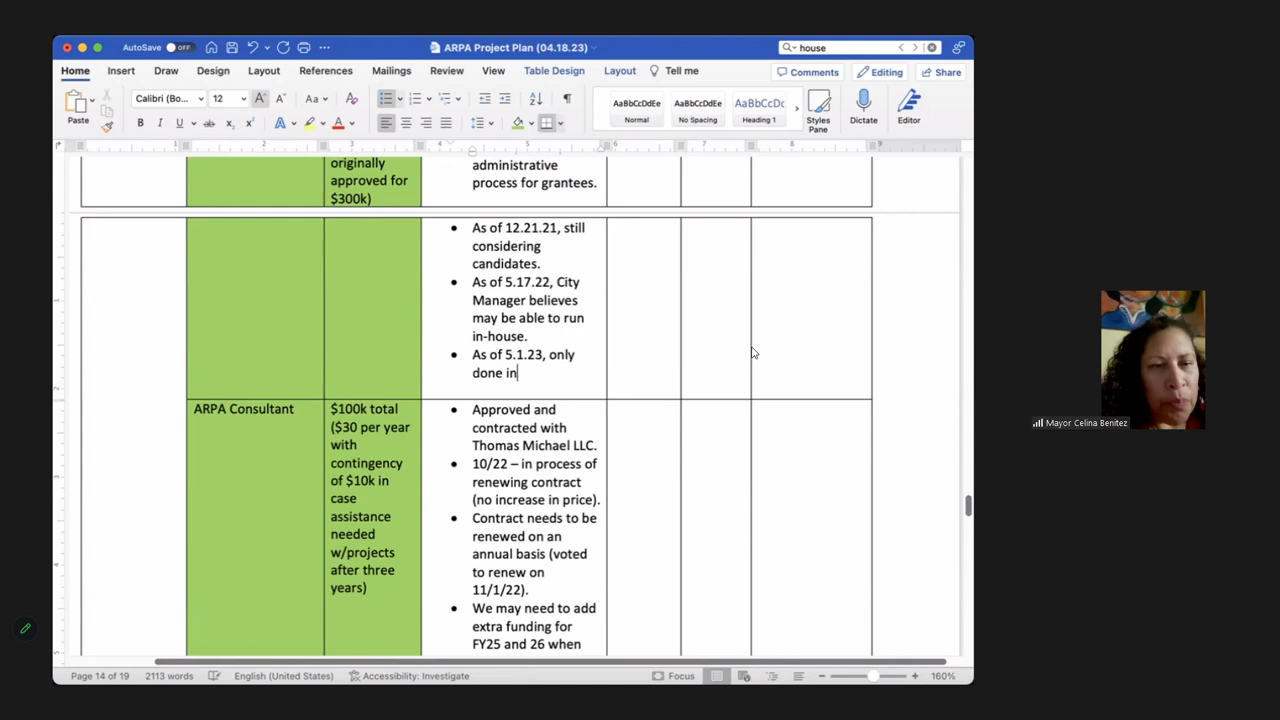 AutoSave OFF ARPA Project Plan (04.18.23) house
Home Insert Draw Design Layout References Mailings Review View Table Design Layout Tell me Comments Editing Share
Paste Calibri (Bo... 12 AaBbCcDdEe Normal AaBbCcDdEe No Spacing AaBbCcDc Heading 1 Styles Pane Dictate Editor
originally
approved for
$300k)
administrative
process for grantees.
• As of 12.21.21, still
considering
candidates.
• As of 5.17.22, City
Manager believes
may be able to run
in-house.
• As of 5.1.23, only
done in
ARPA Consultant
$100k total
($30 per year
with
contingency
of $10k in
case
assistance
needed
w/projects
after three
years)
• Approved and
contracted with
Thomas Michael LLC.
• 10/22 – in process of
renewing contract
(no increase in price).
• Contract needs to be
renewed on an
annual basis (voted
to renew on
11/1/22).
• We may need to add
extra funding for
FY25 and 26 when
Page 14 of 19 2113 words English (United States) Accessibility: Investigate Focus 160%
Mayor Celina Benitez